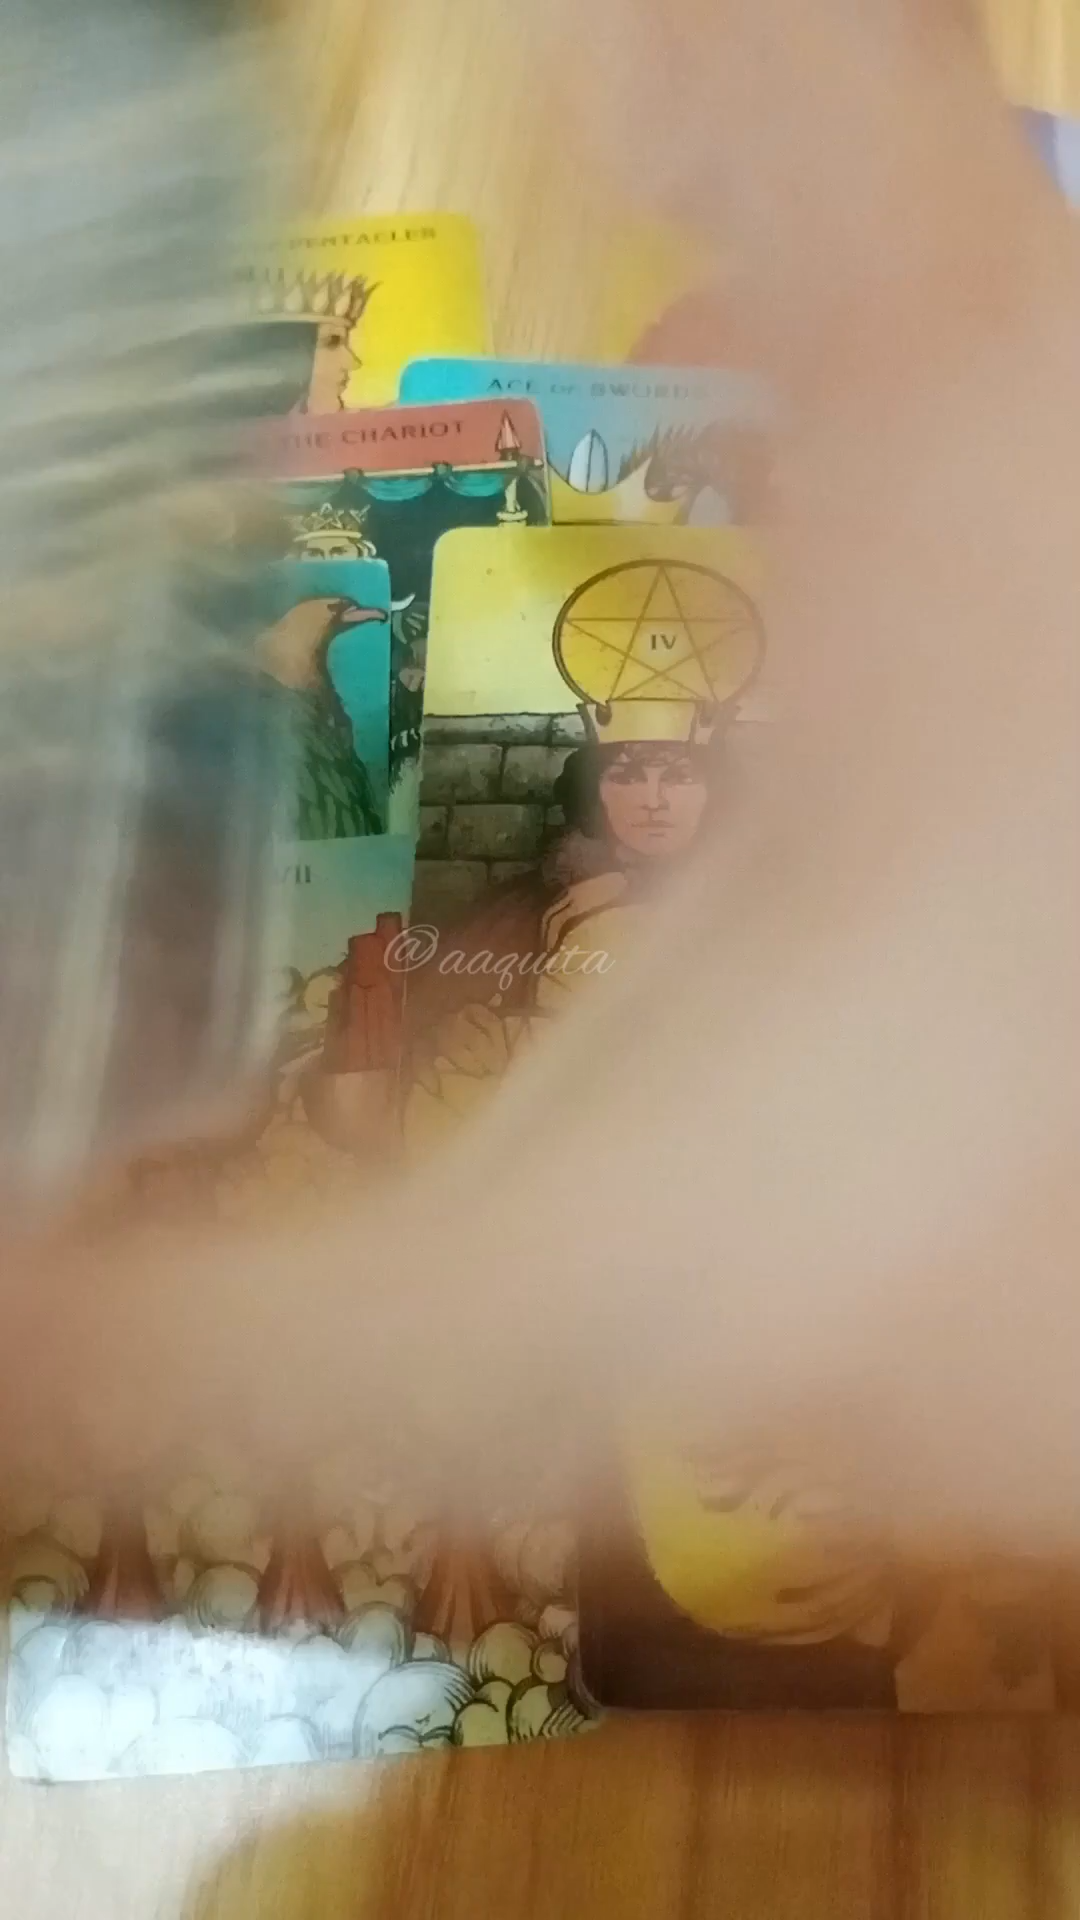 PENTACLES
ACE OF SWORDS
THE CHARIOT
IV
VII
@aaquita